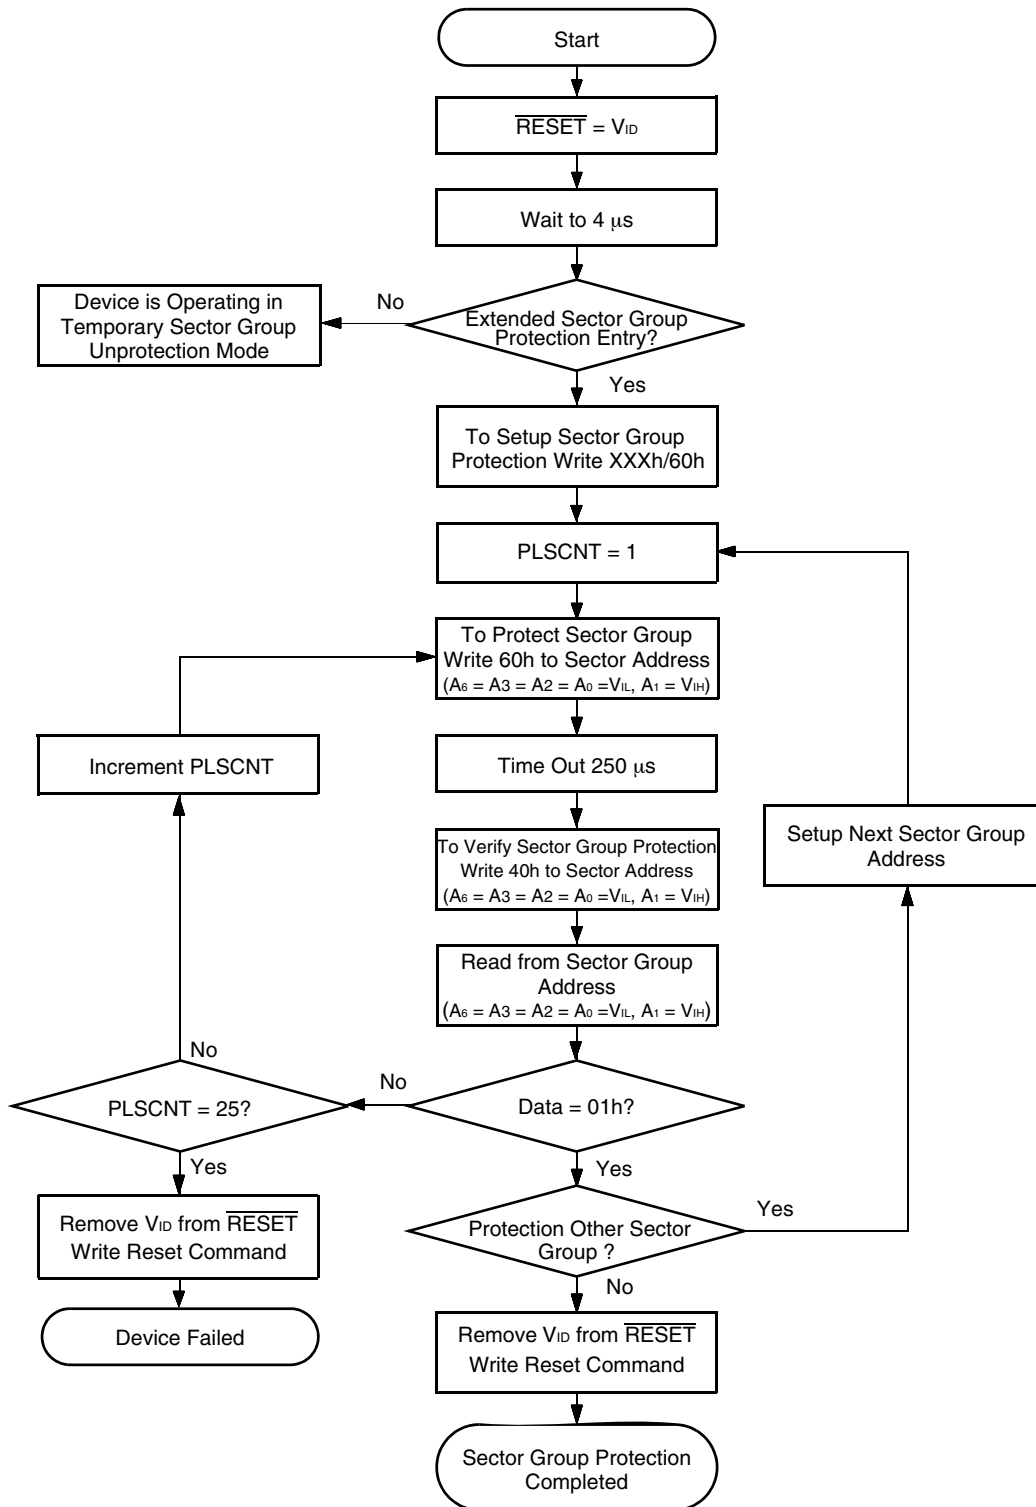 Start
RESET = VID
Wait to 4 μs
Device is Operating in
Temporary Sector Group
Unprotection Mode
No
Extended Sector Group
Protection Entry?
Yes
To Setup Sector Group
Protection Write XXXh/60h
PLSCNT = 1
To Protect Sector Group
Write 60h to Sector Address
(A6 = A3 = A2 = A0 =VIL, A1 = VIH)
Increment PLSCNT
Time Out 250 μs
Setup Next Sector Group
Address
To Verify Sector Group Protection
Write 40h to Sector Address
(A6 = A3 = A2 = A0 =VIL, A1 = VIH)
Read from Sector Group
Address
(A6 = A3 = A2 = A0 =VIL, A1 = VIH)
No
No
PLSCNT = 25?
Data = 01h?
Yes
Yes
Yes
Protection Other Sector
Group ?
Remove VID from RESET
Write Reset Command
No
Device Failed
Remove VID from RESET
Write Reset Command
Sector Group Protection
Completed